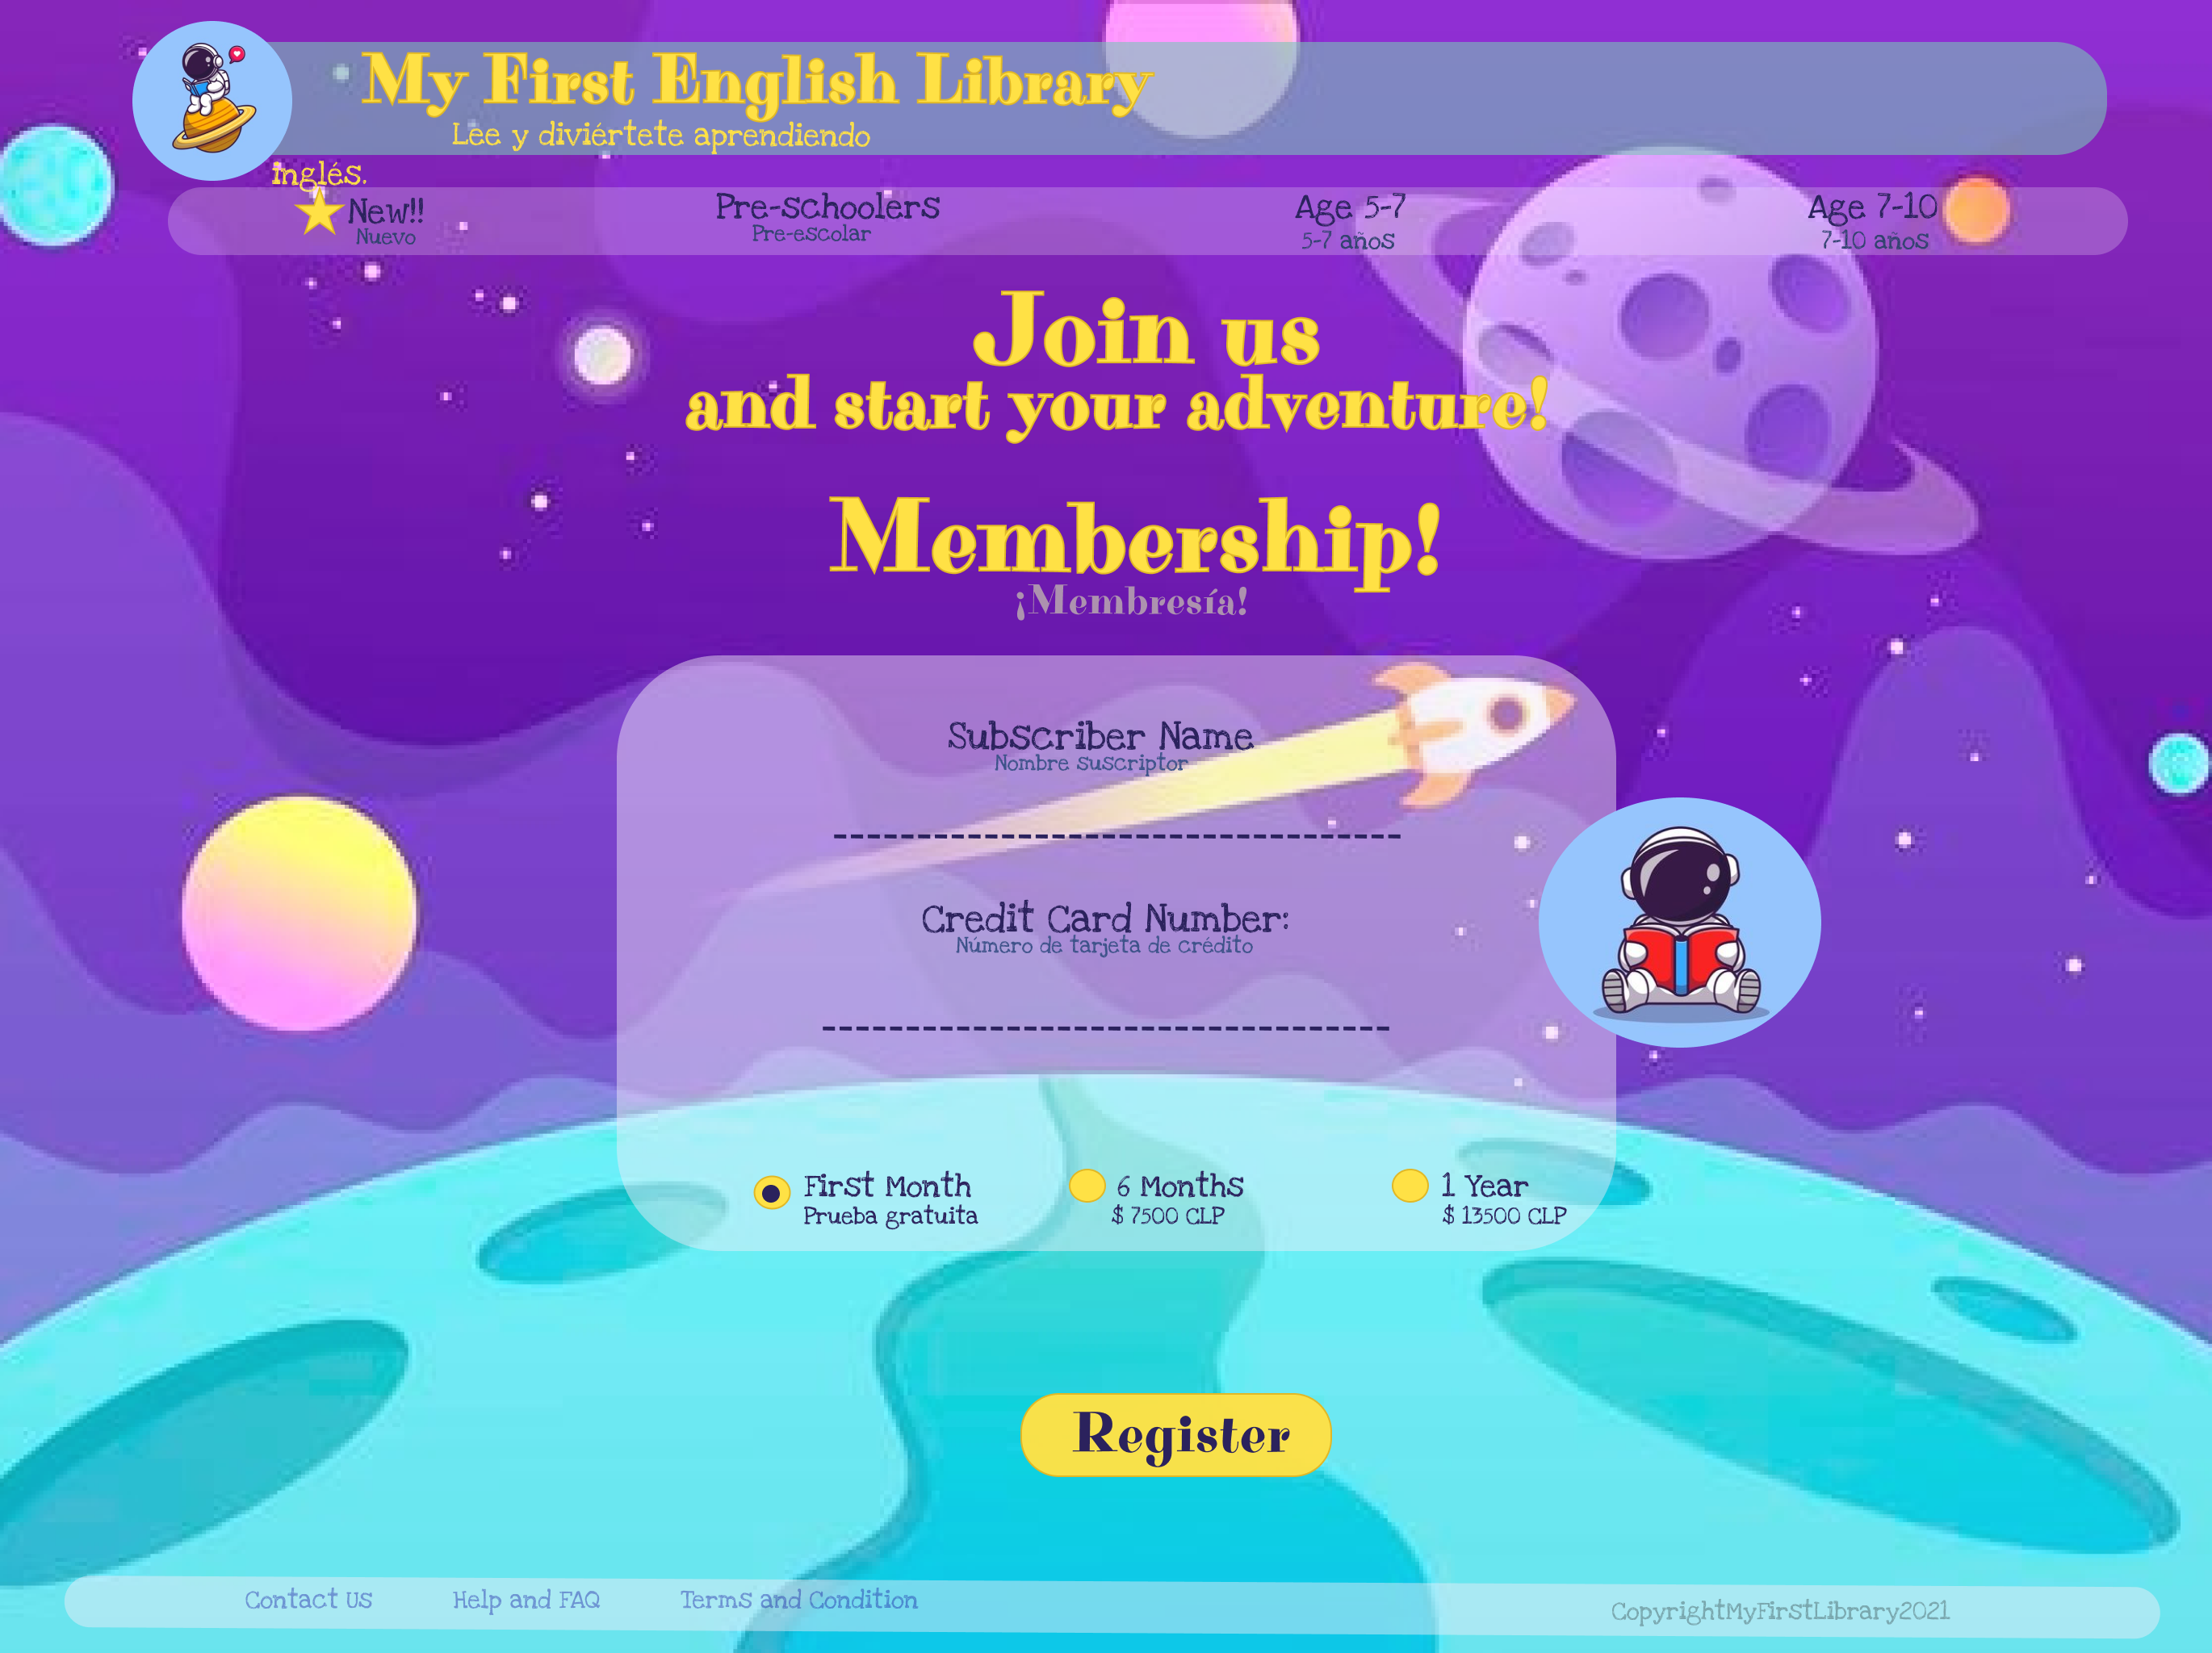 My First English Library
Lee y diviértete aprendiendo
inglés.
New!!
Nuevo
Pre-schoolers
Pre-escolar
Age 5-7
5-7 años
Age 7-10
7-10 años
Join us
and start your adventure!
Membership!
¡Membresía!
Subscriber Name
Nombre suscriptor
----------------------------------
Credit Card Number:
Número de tarjeta de crédito
----------------------------------
First Month
Prueba gratuita
6 Months
$ 7500 CLP
1 Year
$ 13500 CLP
Register
Contact Us
Help and FAQ
Terms and Condition
CopyrightMyFirstLibrary2021